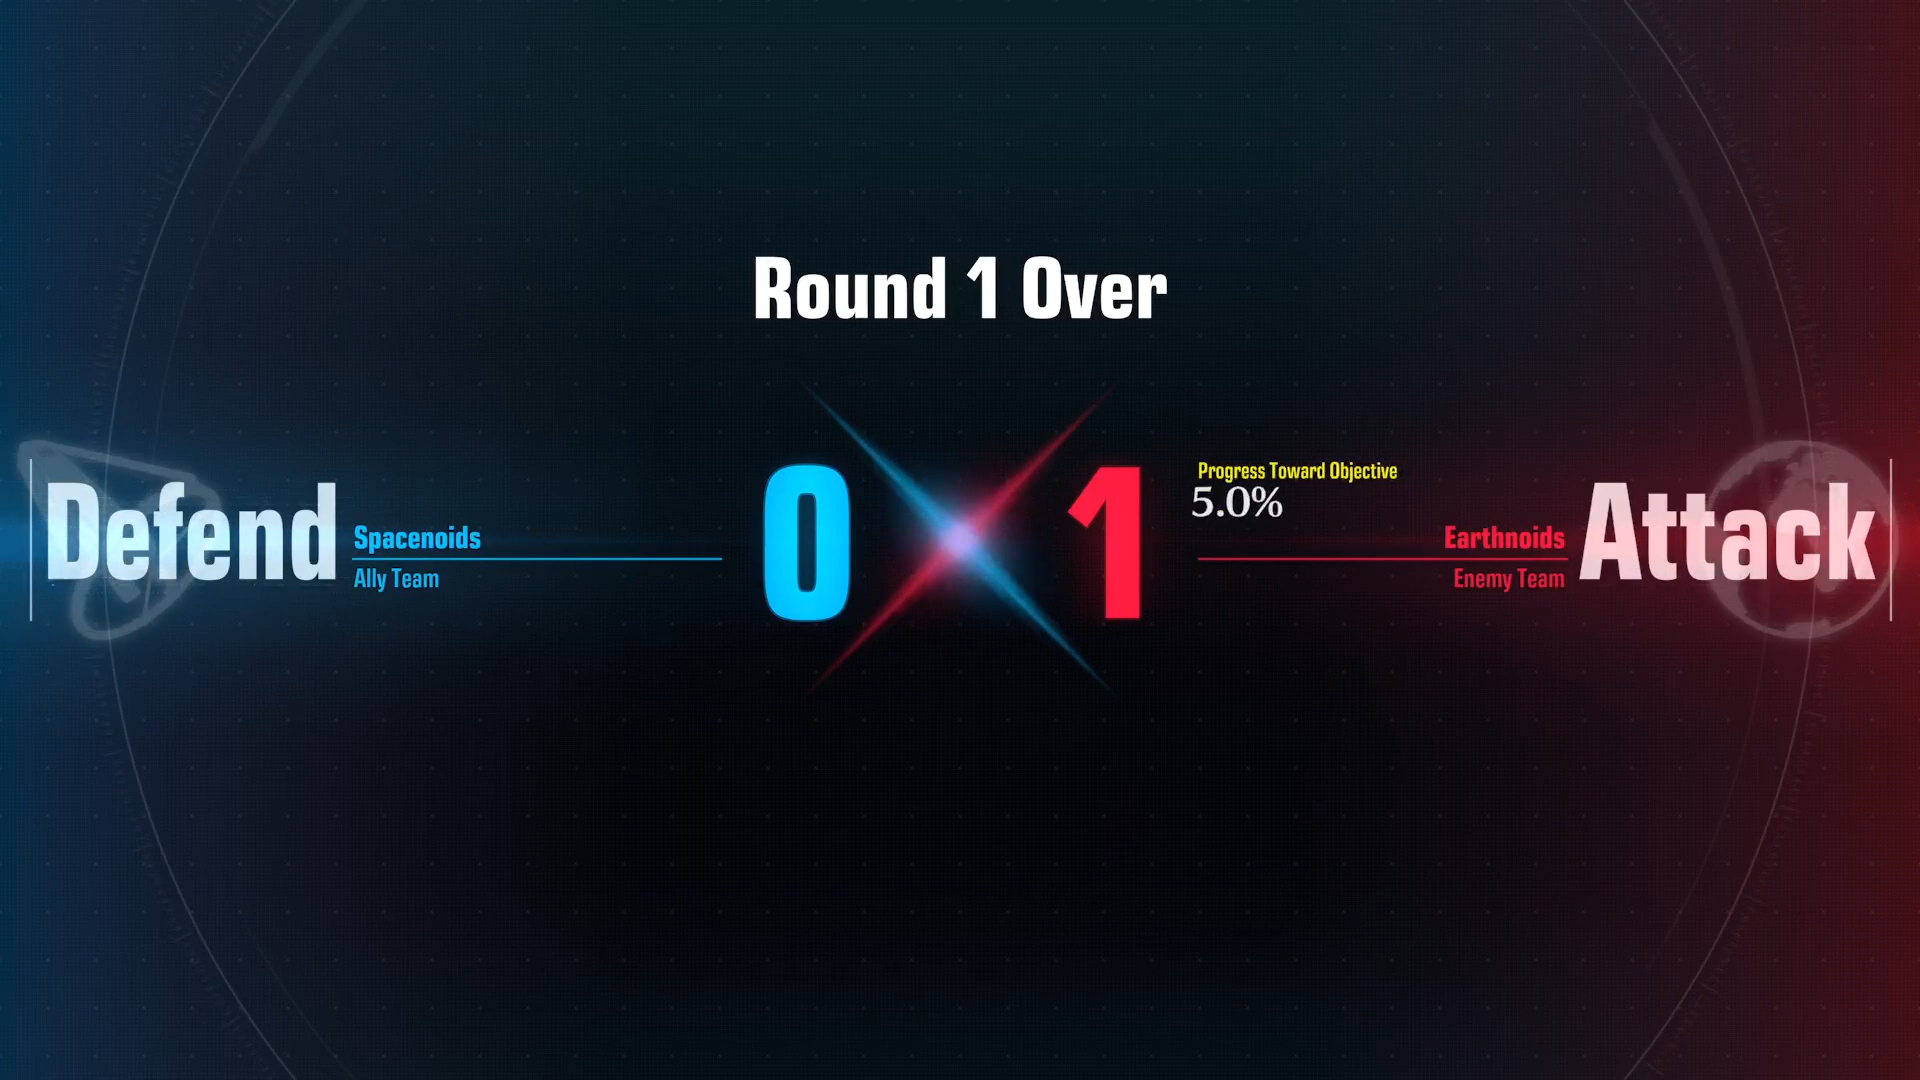 Round 1 Over
Defend
Spacenoids
Ally Team
0
1
Progress Toward Objective
5.0%
Earthnoids
Enemy Team
Attack